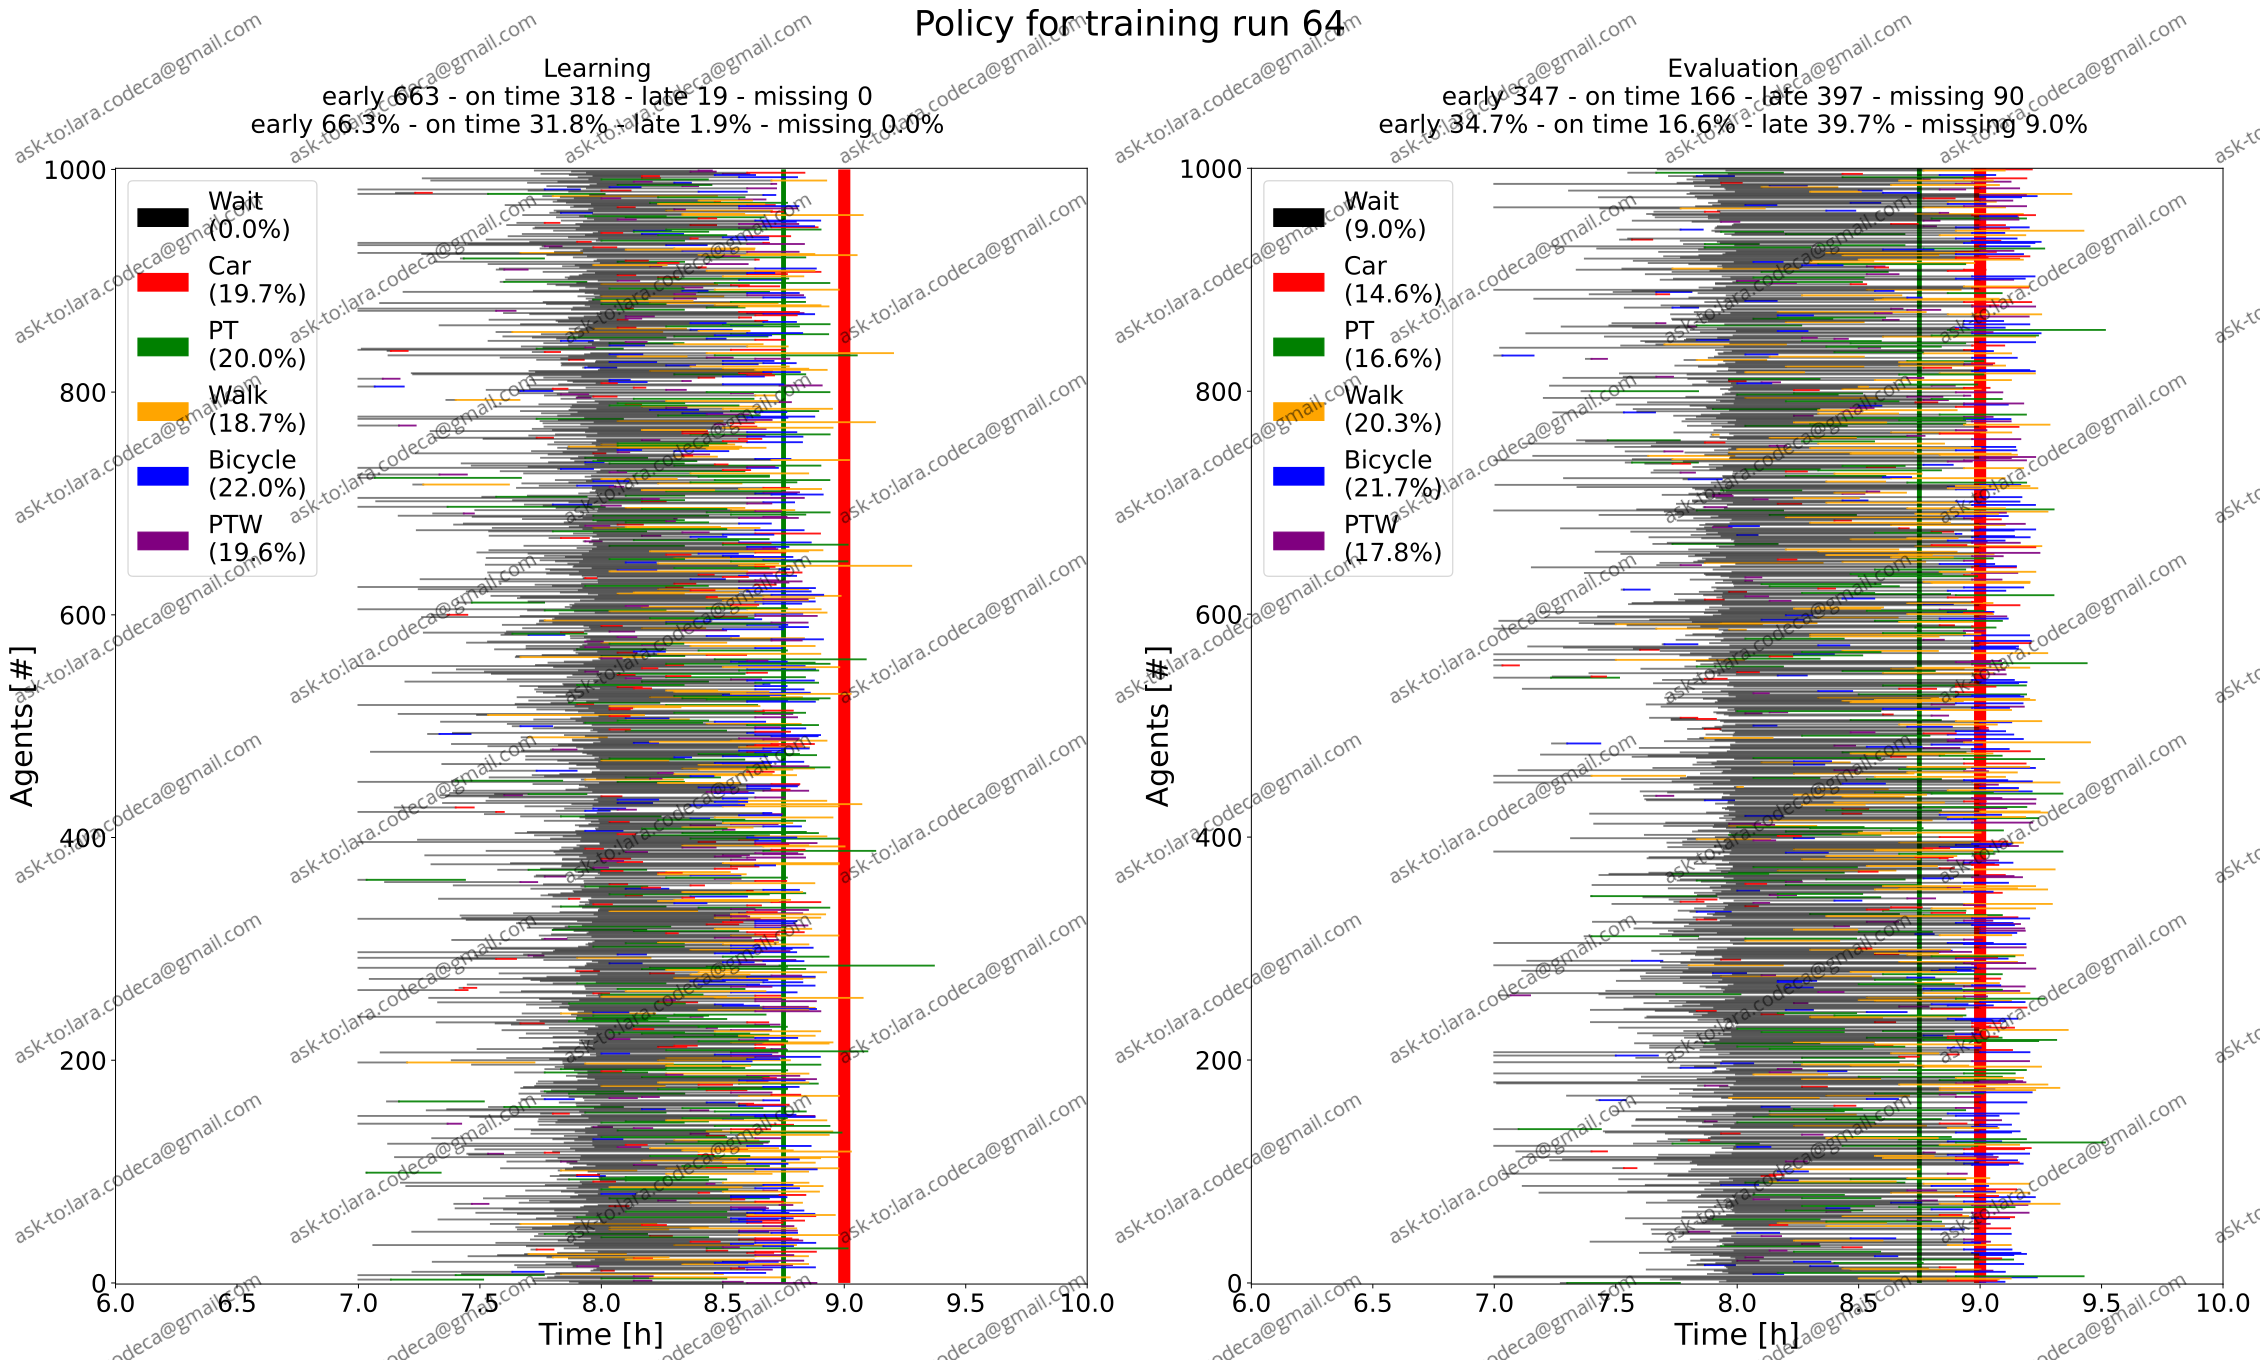 Policy for training run 64
Learning
early 663 - on time 318 - late 19 - missing 0
early 66.3% - on time 31.8% - late 1.9% - missing 0.0%
Agents [#]
1000
800
600
400
200
0
Wait
(0.0%)
Car
(19.7%)
PT
(20.0%)
Walk
(18.7%)
Bicycle
(22.0%)
PTW
(19.6%)
6.0 6.5 7.0 7.5 8.0 8.5 9.0 9.5 10.0
Time [h]
Evaluation
early 347 - on time 166 - late 397 - missing 90
early 34.7% - on time 16.6% - late 39.7% - missing 9.0%
Agents [#]
1000
800
600
400
200
0
Wait
(9.0%)
Car
(14.6%)
PT
(16.6%)
Walk
(20.3%)
Bicycle
(21.7%)
PTW
(17.8%)
6.0 6.5 7.0 7.5 8.0 8.5 9.0 9.5 10.0
Time [h]
ask-to:lara.codeca@gmail.com